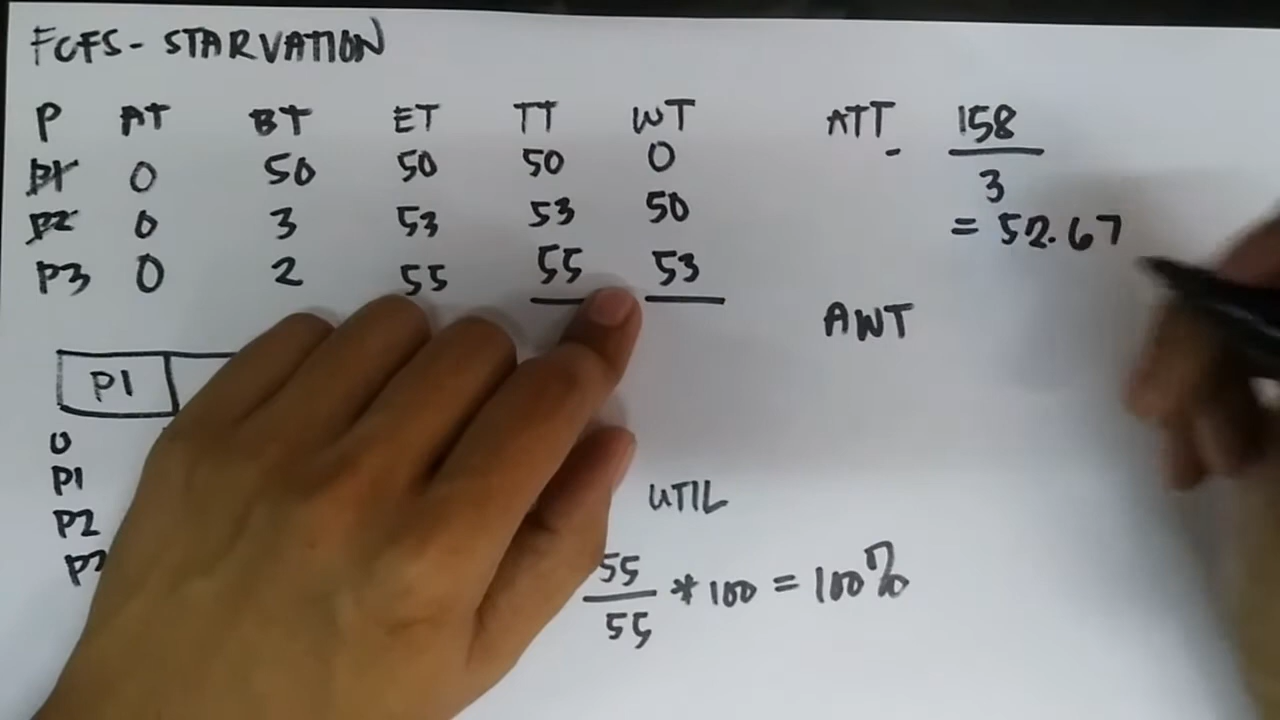 FCFS - STARVATION
P AT BT ET TT WT
P1 0 50 50 50 0
P2 0 3 53 53 50
P3 0 2 55 55 53
ATT 158
3
= 52.67
AWT
P1
0
P1
P2
UTIL
55
55 * 100 = 100%